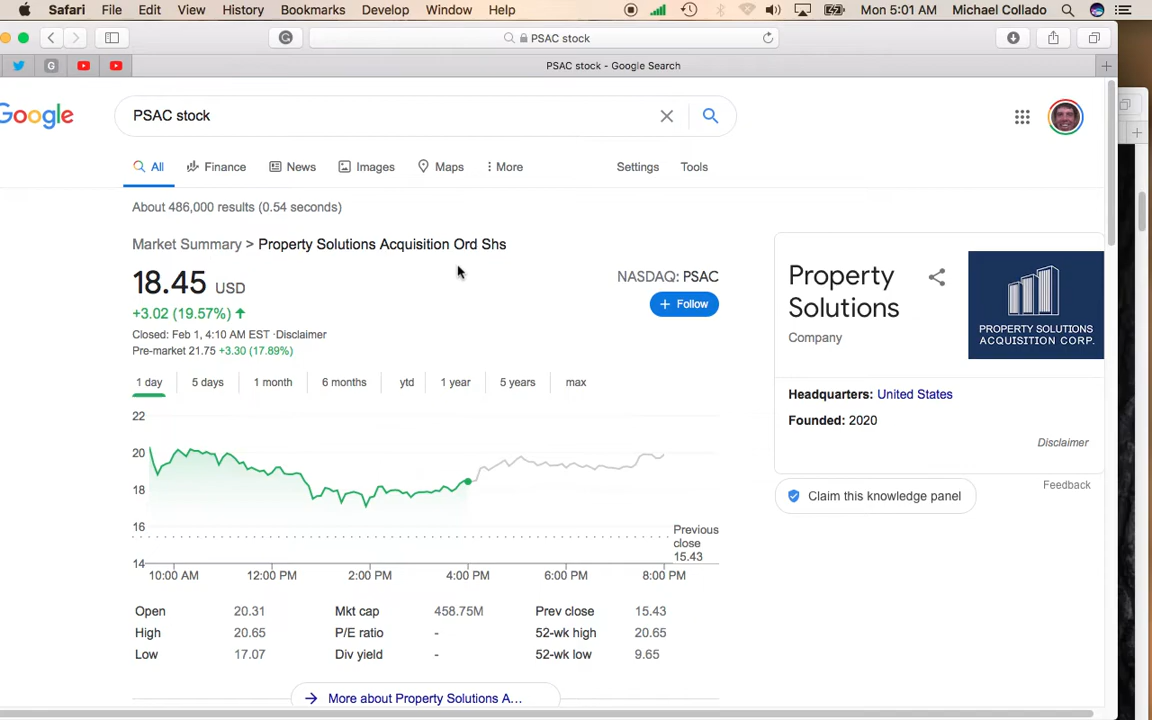 Safari File Edit View History Bookmarks Develop Window Help Mon 5:01 AM Michael Collado
PSAC stock
G PSAC stock - Google Search
Google PSAC stock
All Finance News Images Maps More Settings Tools
About 486,000 results (0.54 seconds)
Market Summary > Property Solutions Acquisition Ord Shs
18.45 USD
NASDAQ: PSAC
+3.02 (19.57%)
+ Follow
Closed: Feb 1, 4:10 AM EST ·Disclaimer
Pre-market 21.75 +3.30 (17.89%)
1 day 5 days 1 month 6 months ytd 1 year 5 years max
22
20
18
16
14
Previous
close
15.43
10:00 AM 12:00 PM 2:00 PM 4:00 PM 6:00 PM 8:00 PM
Open 20.31 Mkt cap 458.75M Prev close 15.43
High 20.65 P/E ratio - 52-wk high 20.65
Low 17.07 Div yield - 52-wk low 9.65
More about Property Solutions A...
Property
Solutions
Company
PROPERTY SOLUTIONS
ACQUISITION CORP.
Headquarters: United States
Founded: 2020
Disclaimer
Feedback
Claim this knowledge panel